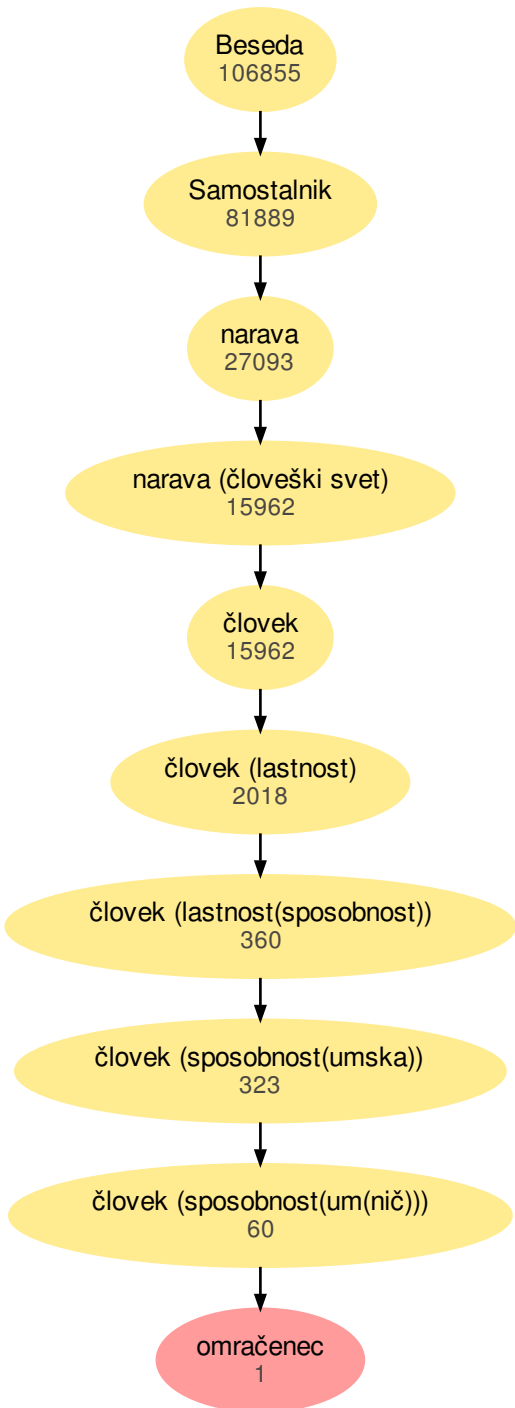 Beseda
106855
Samostalnik
81889
narava
27093
narava (človeški svet)
15962
človek
15962
človek (lastnost)
2018
človek (lastnost(sposobnost))
360
človek (sposobnost(umska))
323
človek (sposobnost(um(nič)))
60
omračenec
1